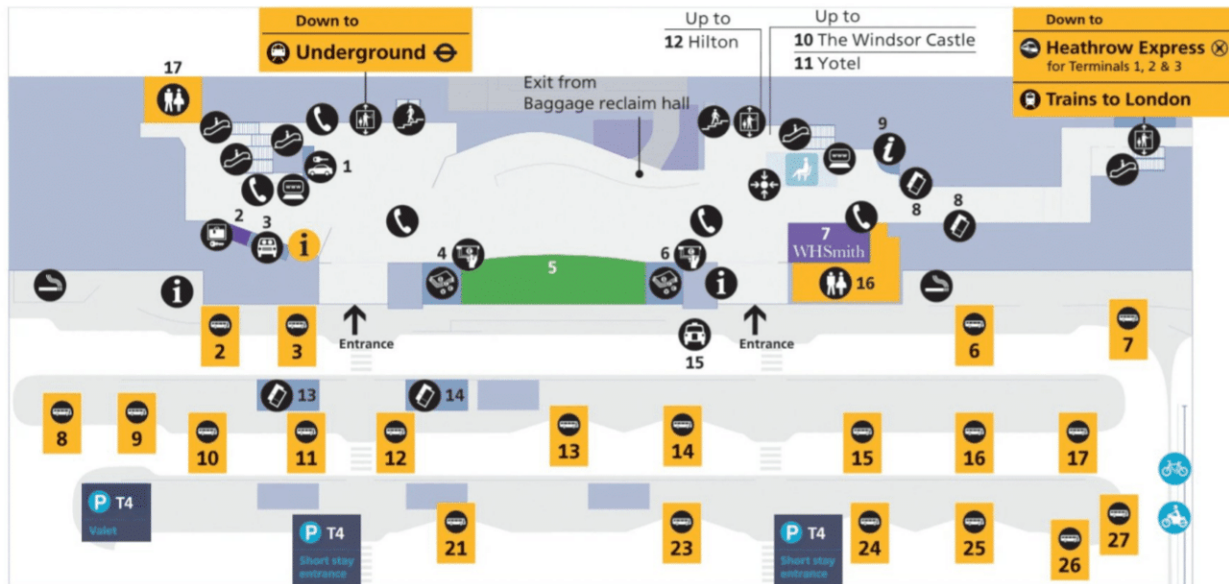 Down to
Underground
Up to
12 Hilton
Up to
10 The Windsor Castle
11 Yotel
Down to
Heathrow Express
for Terminals 1, 2 & 3
Trains to London
17
Exit from
Baggage reclaim hall
9
1
www
www
8
8
2
3
7
WHSmith
4
5
6
16
2
3
Entrance
15
Entrance
6
7
13
14
8
9
10
11
12
13
14
15
16
17
P T4
Valet
P T4
Short stay
entrance
21
23
P T4
Short stay
entrance
24
25
26
27